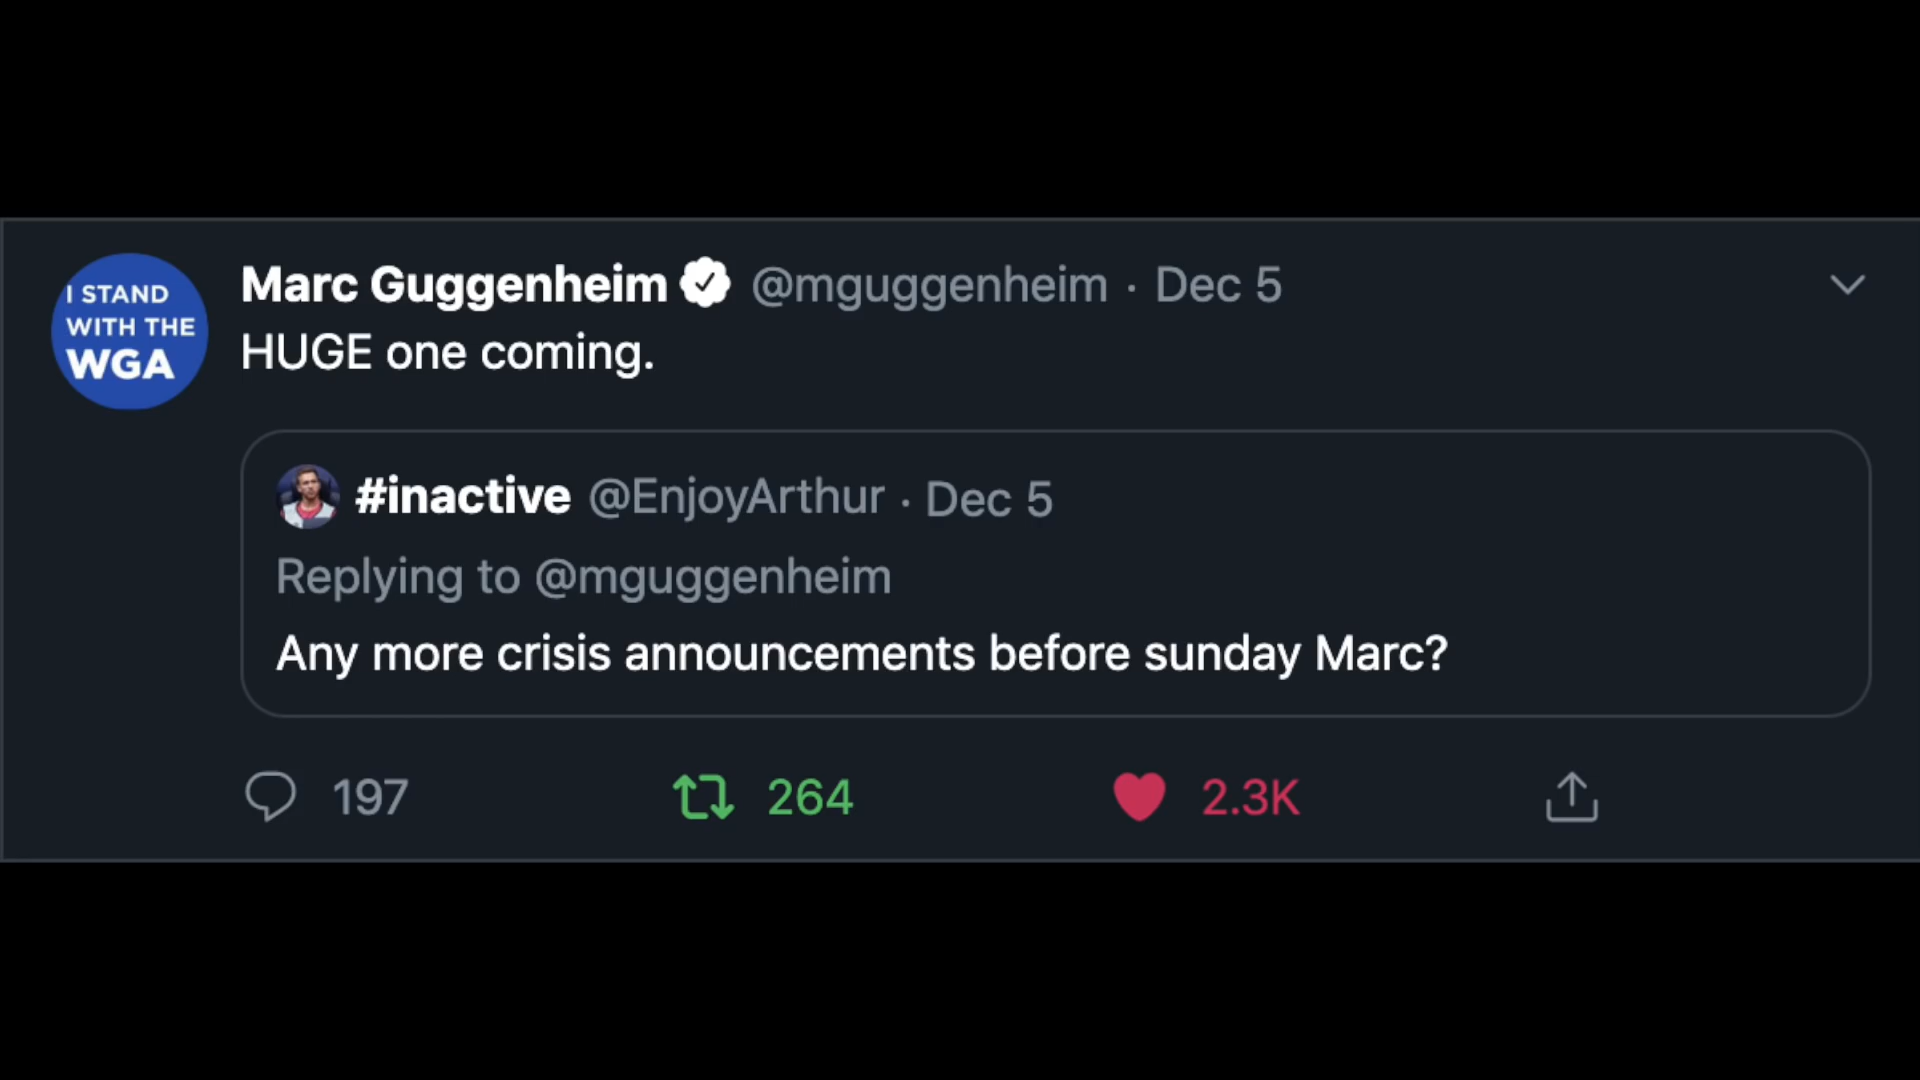 I STAND
WITH THE
WGA
Marc Guggenheim @mguggenheim · Dec 5
HUGE one coming.
#inactive @EnjoyArthur · Dec 5
Replying to @mguggenheim
Any more crisis announcements before sunday Marc?
197 264 2.3K